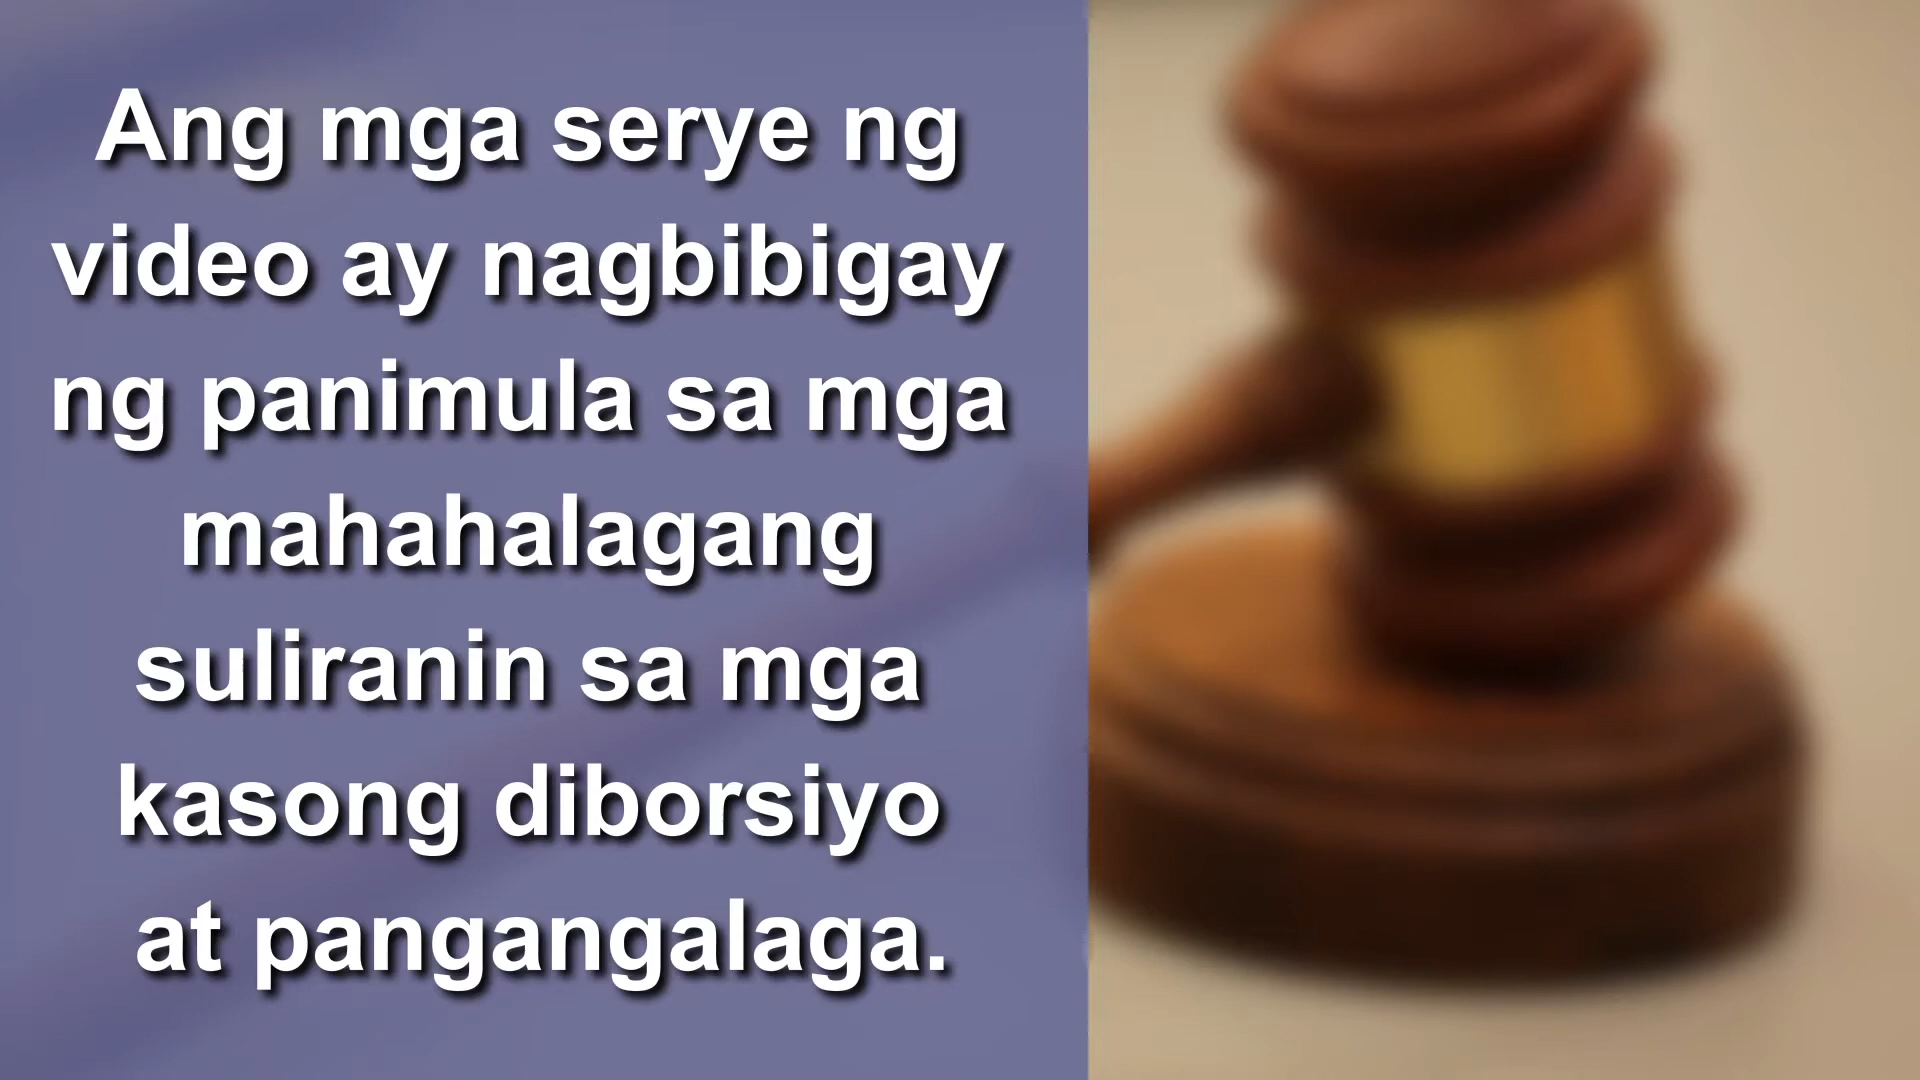 Ang mga serye ng
video ay nagbibigay
ng panimula sa mga
mahahalagang
suliranin sa mga
kasong diborsiyo
at pangangalaga.